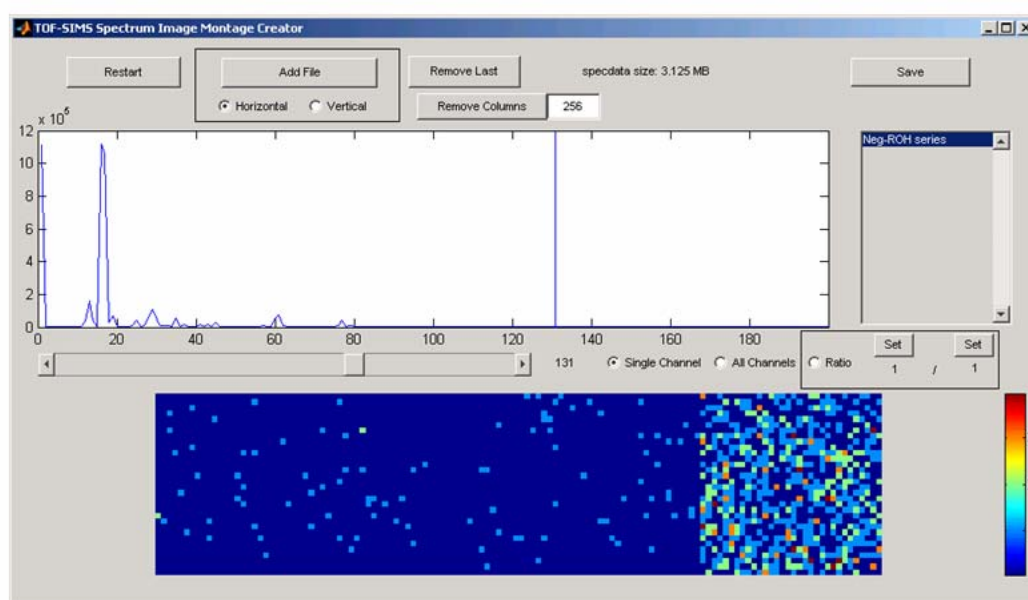 TOF-SIMS Spectrum Image Montage Creator
Restart
Add File
Remove Last
specdata size: 3.125 MB
Save
Horizontal
Vertical
Remove Columns
256
x 10^5
12
10
8
6
4
2
0
0 20 40 60 80 100 120 140 160 180
Neg-ROH series
131
Single Channel
All Channels
Ratio
Set
Set
1 / 1